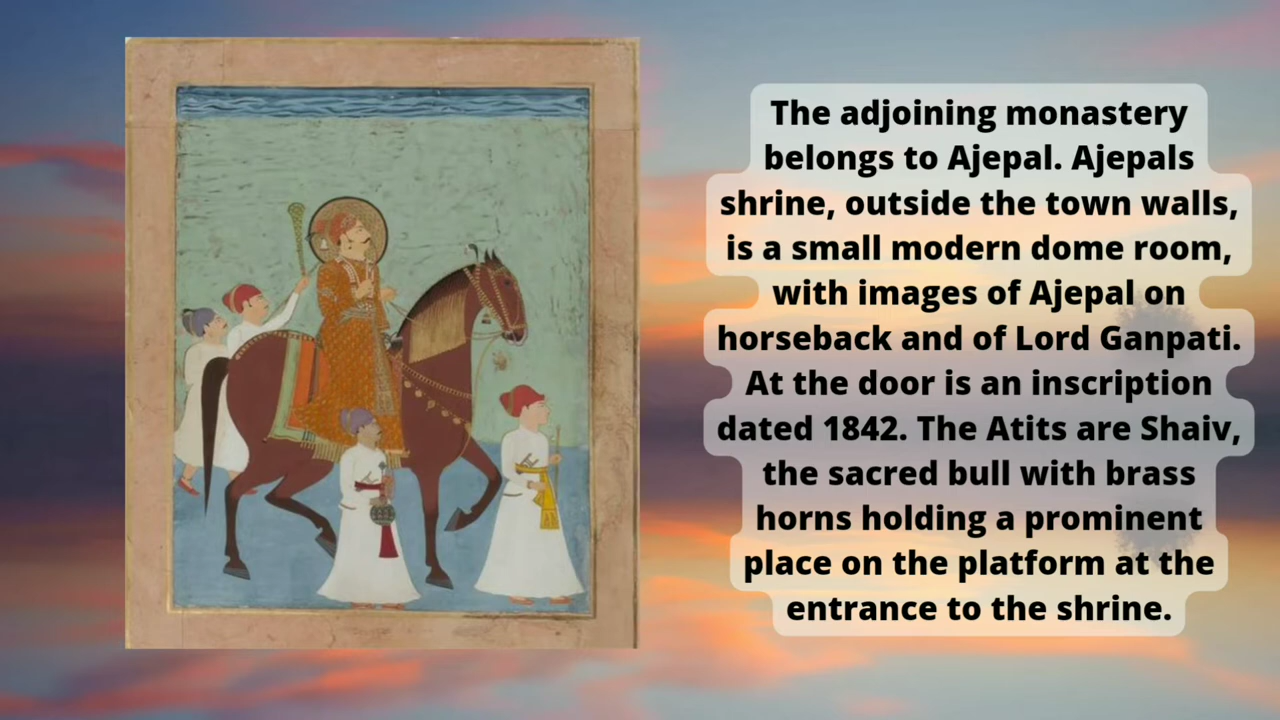 The adjoining monastery
belongs to Ajepal. Ajepals
shrine, outside the town walls,
is a small modern dome room,
with images of Ajepal on
horseback and of Lord Ganpati.
At the door is an inscription
dated 1842. The Atits are Shaiv,
the sacred bull with brass
horns holding a prominent
place on the platform at the
entrance to the shrine.